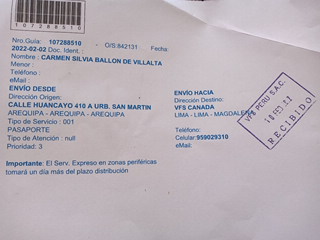 107288510
Nro.Guía: 107288510 O/S:842131 Fecha:
2022-02-02 Doc. Ident.:
Nombre : CARMEN SILVIA BALLON DE VILLALTA
Menor :
Teléfono :
eMail :
ENVÍO DESDE
Dirección Origen:
CALLE HUANCAYO 410 A URB. SAN MARTIN
AREQUIPA - AREQUIPA - AREQUIPA
Tipo de Servicio : 001
PASAPORTE
Tipo de Atención : null
Prioridad: 3
ENVÍO HACIA
Dirección Destino:
VFS CANADA
LIMA - LIMA - MAGDALENA
Teléfono:
Celular:959029310
eMail:
VFS PERU S.A.C.
RECIBIDO
Importante: El Serv. Expreso en zonas periféricas
tomará un día más del plazo distribución